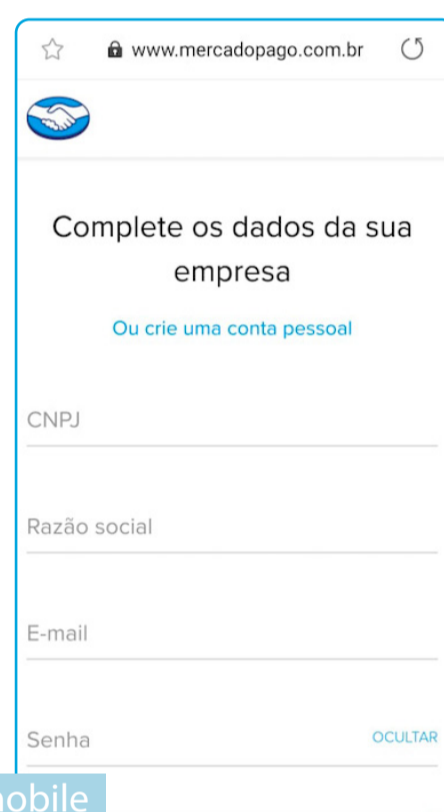 www.mercadopago.com.br
Complete os dados da sua
empresa
Ou crie uma conta pessoal
CNPJ
Razão social
E-mail
Senha
OCULTAR
mobile